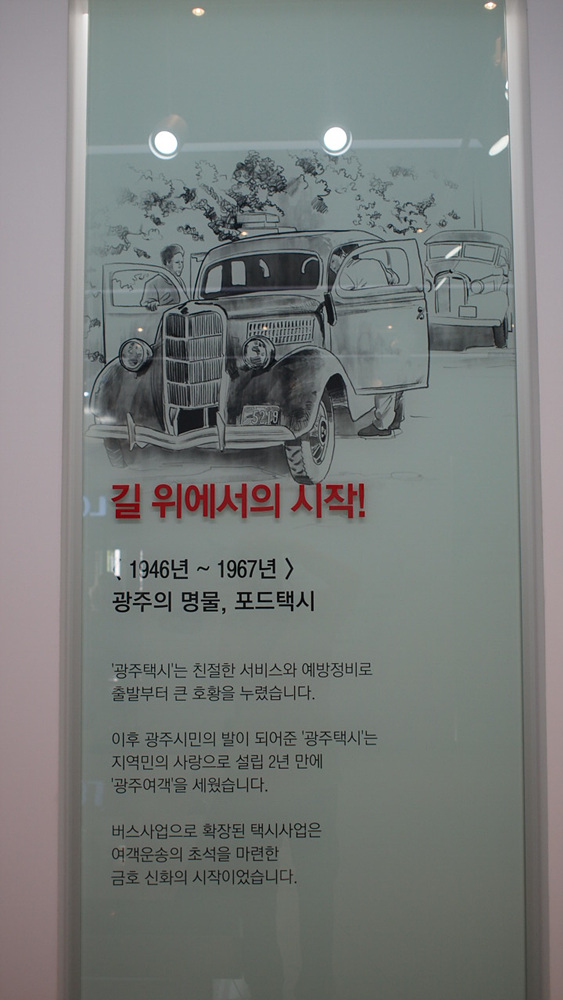 길 위에서의 시작!
< 1946년 ~ 1967년 >
광주의 명물, 포드택시
'광주택시'는 친절한 서비스와 예방정비로
출발부터 큰 호황을 누렸습니다.
이후 광주시민의 발이 되어준 '광주택시'는
지역민의 사랑으로 설립 2년 만에
'광주여객'을 세웠습니다.
버스사업으로 확장된 택시사업은
여객운송의 초석을 마련한
금호 신화의 시작이었습니다.